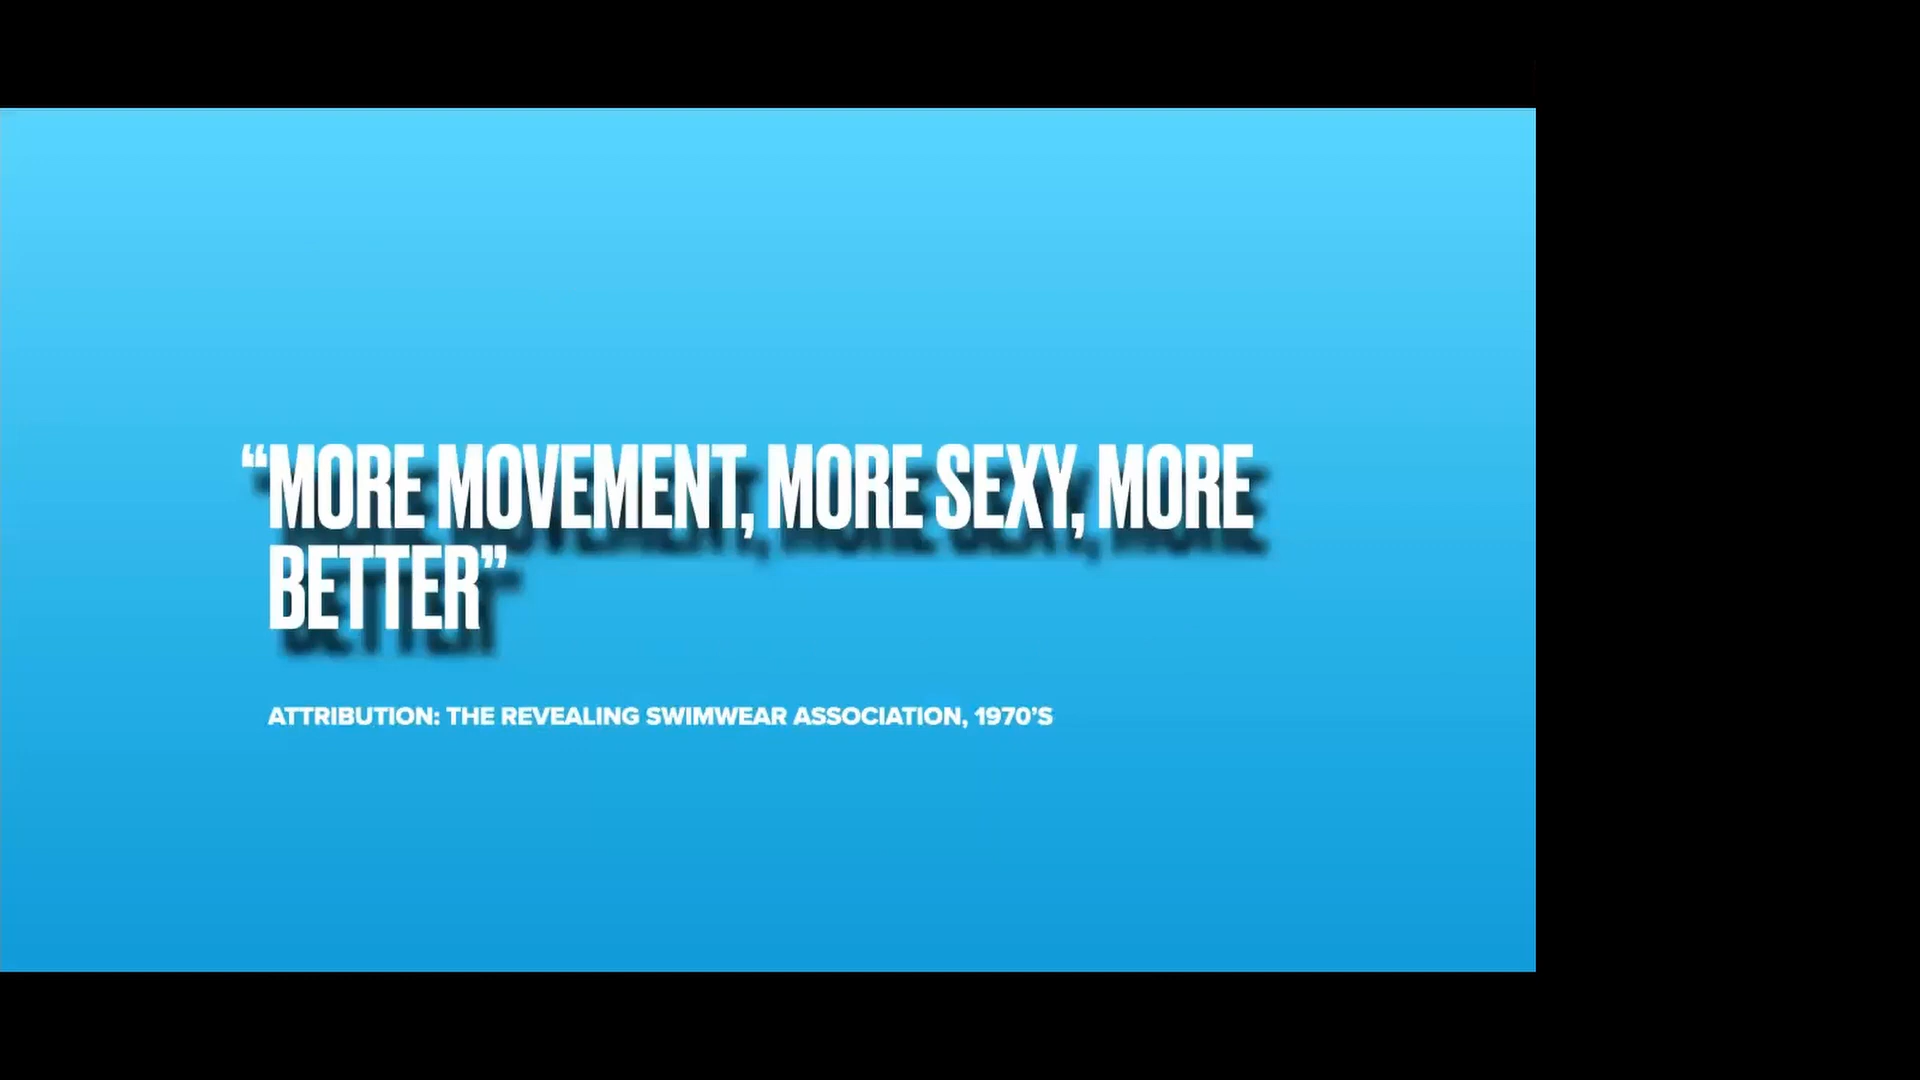 “MORE MOVEMENT, MORE SEXY, MORE
BETTER”
ATTRIBUTION: THE REVEALING SWIMWEAR ASSOCIATION, 1970’S